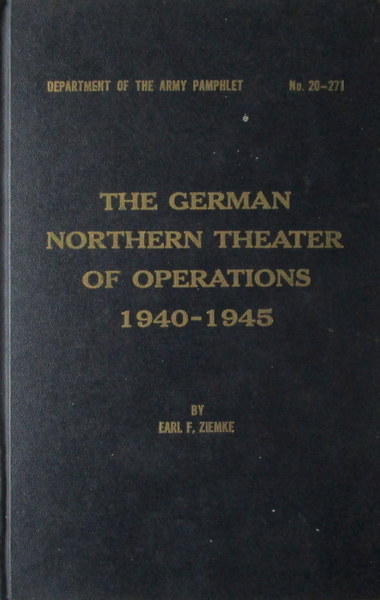 DEPARTMENT OF THE ARMY PAMPHLET No. 20-271
THE GERMAN
NORTHERN THEATER
OF OPERATIONS
1940-1945
BY
EARL F. ZIEMKE